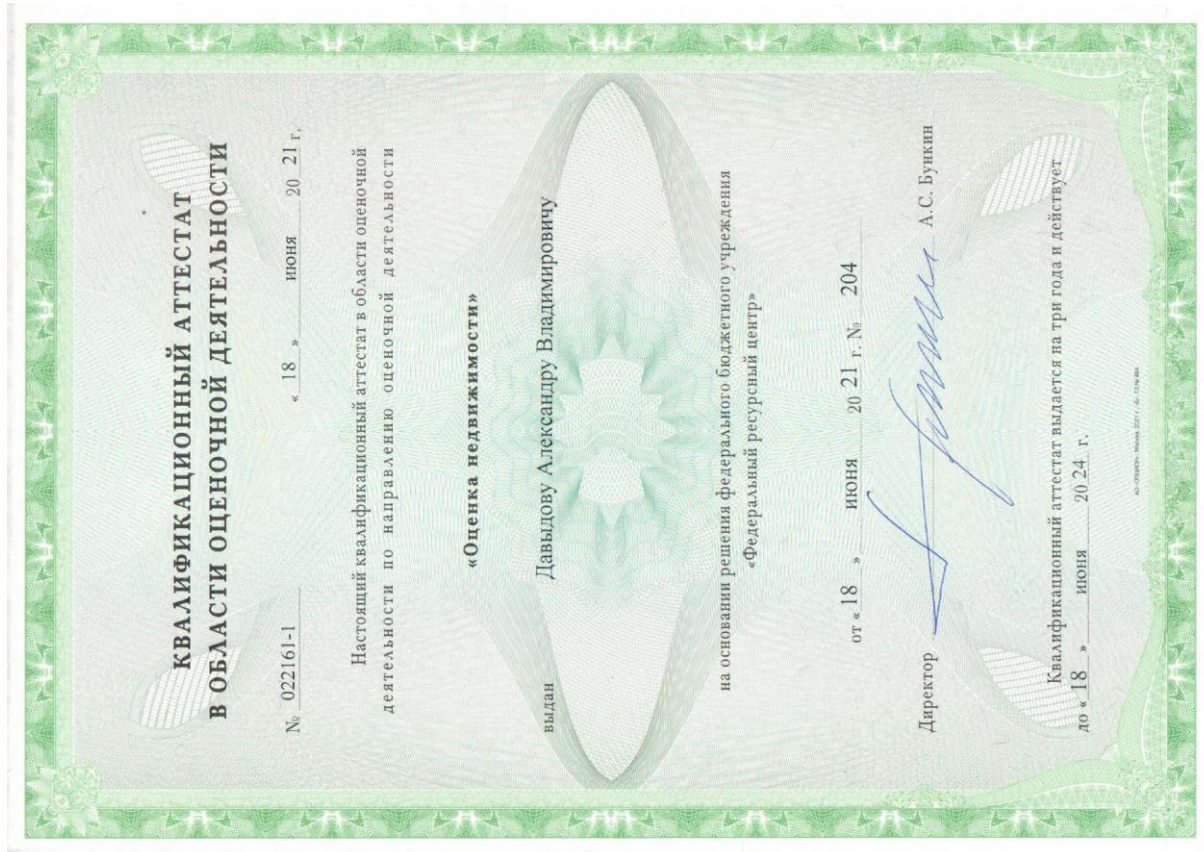 КВАЛИФИКАЦИОННЫЙ АТТЕСТАТ
В ОБЛАСТИ ОЦЕНОЧНОЙ ДЕЯТЕЛЬНОСТИ
№ 022161-1 « 18 » июня 20 21 г.
Настоящий квалификационный аттестат в области оценочной
деятельности по направлению оценочной деятельности
«Оценка недвижимости»
выдан Давыдову Александру Владимировичу
на основании решения федерального бюджетного учреждения
«Федеральный ресурсный центр»
от « 18 » июня 20 21 г. № 204
Директор А.С. Бункин
Квалификационный аттестат выдается на три года и действует
до « 18 » июня 20 24 г.